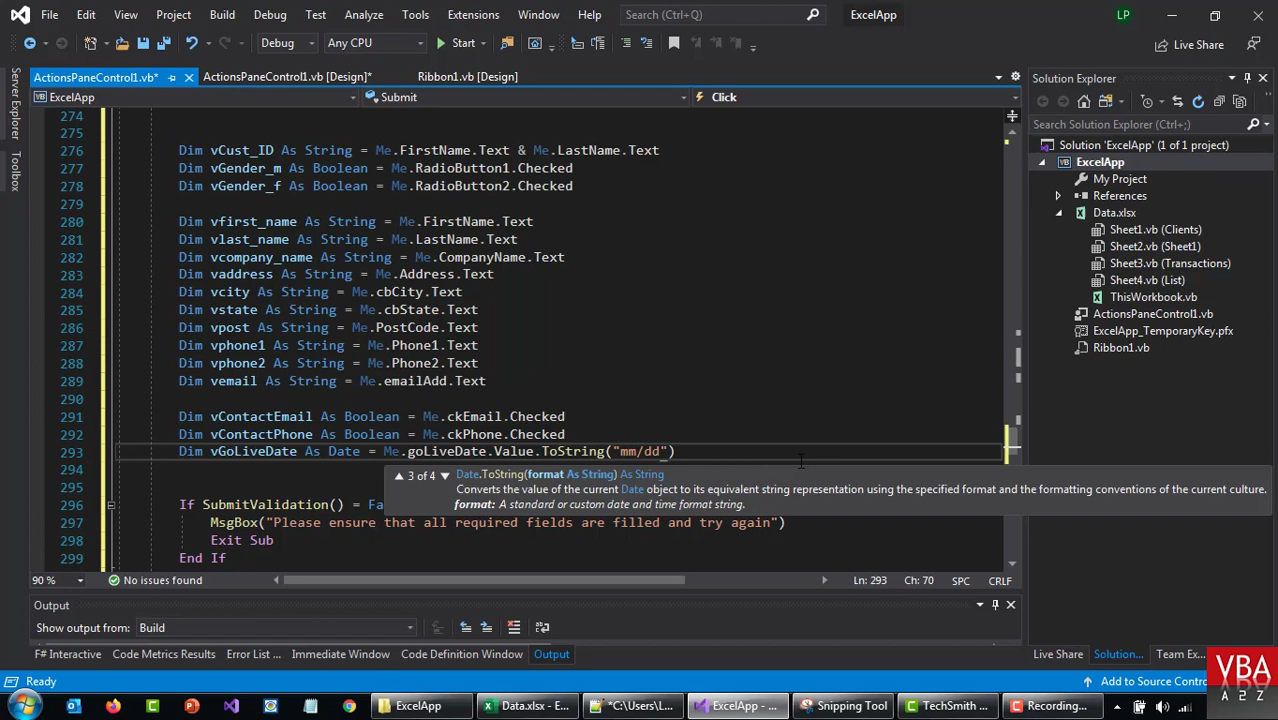 File Edit View Project Build Debug Test Analyze Tools Extensions Window Help Search (Ctrl+Q) ExcelApp LP
Debug Any CPU Start Live Share
ActionsPaneControl1.vb* ActionsPaneControl1.vb [Design]* Ribbon1.vb [Design] Solution Explorer
ExcelApp Submit Click
Server Explorer
Toolbox
Search Solution Explorer (Ctrl+;)
Solution 'ExcelApp' (1 of 1 project)
ExcelApp
My Project
References
Data.xlsx
Sheet1.vb (Clients)
Sheet2.vb (Sheet1)
Sheet3.vb (Transactions)
Sheet4.vb (List)
ThisWorkbook.vb
ActionsPaneControl1.vb
ExcelApp_TemporaryKey.pfx
Ribbon1.vb
274
275
276 Dim vCust_ID As String = Me.FirstName.Text & Me.LastName.Text
277 Dim vGender_m As Boolean = Me.RadioButton1.Checked
278 Dim vGender_f As Boolean = Me.RadioButton2.Checked
279
280 Dim vfirst_name As String = Me.FirstName.Text
281 Dim vlast_name As String = Me.LastName.Text
282 Dim vcompany_name As String = Me.CompanyName.Text
283 Dim vaddress As String = Me.Address.Text
284 Dim vcity As String = Me.cbCity.Text
285 Dim vstate As String = Me.cbState.Text
286 Dim vpost As String = Me.PostCode.Text
287 Dim vphone1 As String = Me.Phone1.Text
288 Dim vphone2 As String = Me.Phone2.Text
289 Dim vemail As String = Me.emailAdd.Text
290
291 Dim vContactEmail As Boolean = Me.ckEmail.Checked
292 Dim vContactPhone As Boolean = Me.ckPhone.Checked
293 Dim vGoLiveDate As Date = Me.goLiveDate.Value.ToString("mm/dd")
294
3 of 4 Date.ToString(format As String) As String
Converts the value of the current Date object to its equivalent string representation using the specified format and the formatting conventions of the current culture.
format: A standard or custom date and time format string.
295
296 If SubmitValidation() = Fa
297 MsgBox("Please ensure that all required fields are filled and try again")
298 Exit Sub
299 End If
90 % No issues found Ln: 293 Ch: 70 SPC CRLF
Output
Show output from: Build
F# Interactive Code Metrics Results Error List ... Immediate Window Code Definition Window Output Live Share Solution... Team Ex...
Ready Add to Source Contro
ExcelApp Data.xlsx - E... *C:\Users\L... ExcelApp - ... Snipping Tool TechSmith ... Recording...
VBA
A2Z